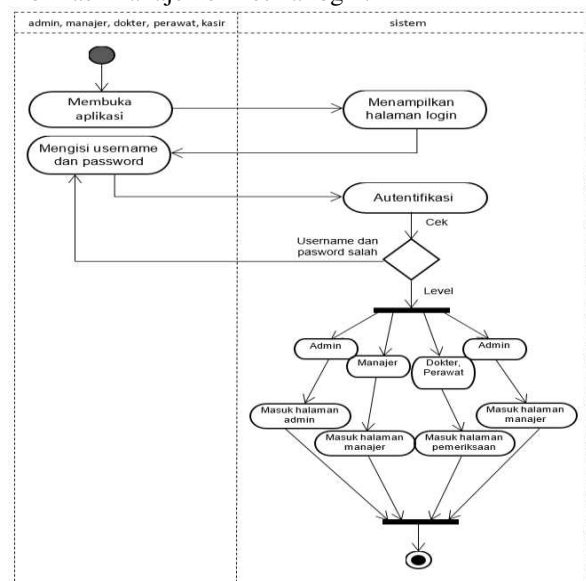 admin, manajer, dokter, perawat, kasir
sistem
Membuka
aplikasi
Menampilkan
halaman login
Mengisi username
dan password
Autentifikasi
Cek
Username dan
pasword salah
Level
Admin
Manajer
Dokter,
Perawat
Admin
Masuk halaman
admin
Masuk halaman
manajer
Masuk halaman
pemeriksaan
Masuk halaman
manajer